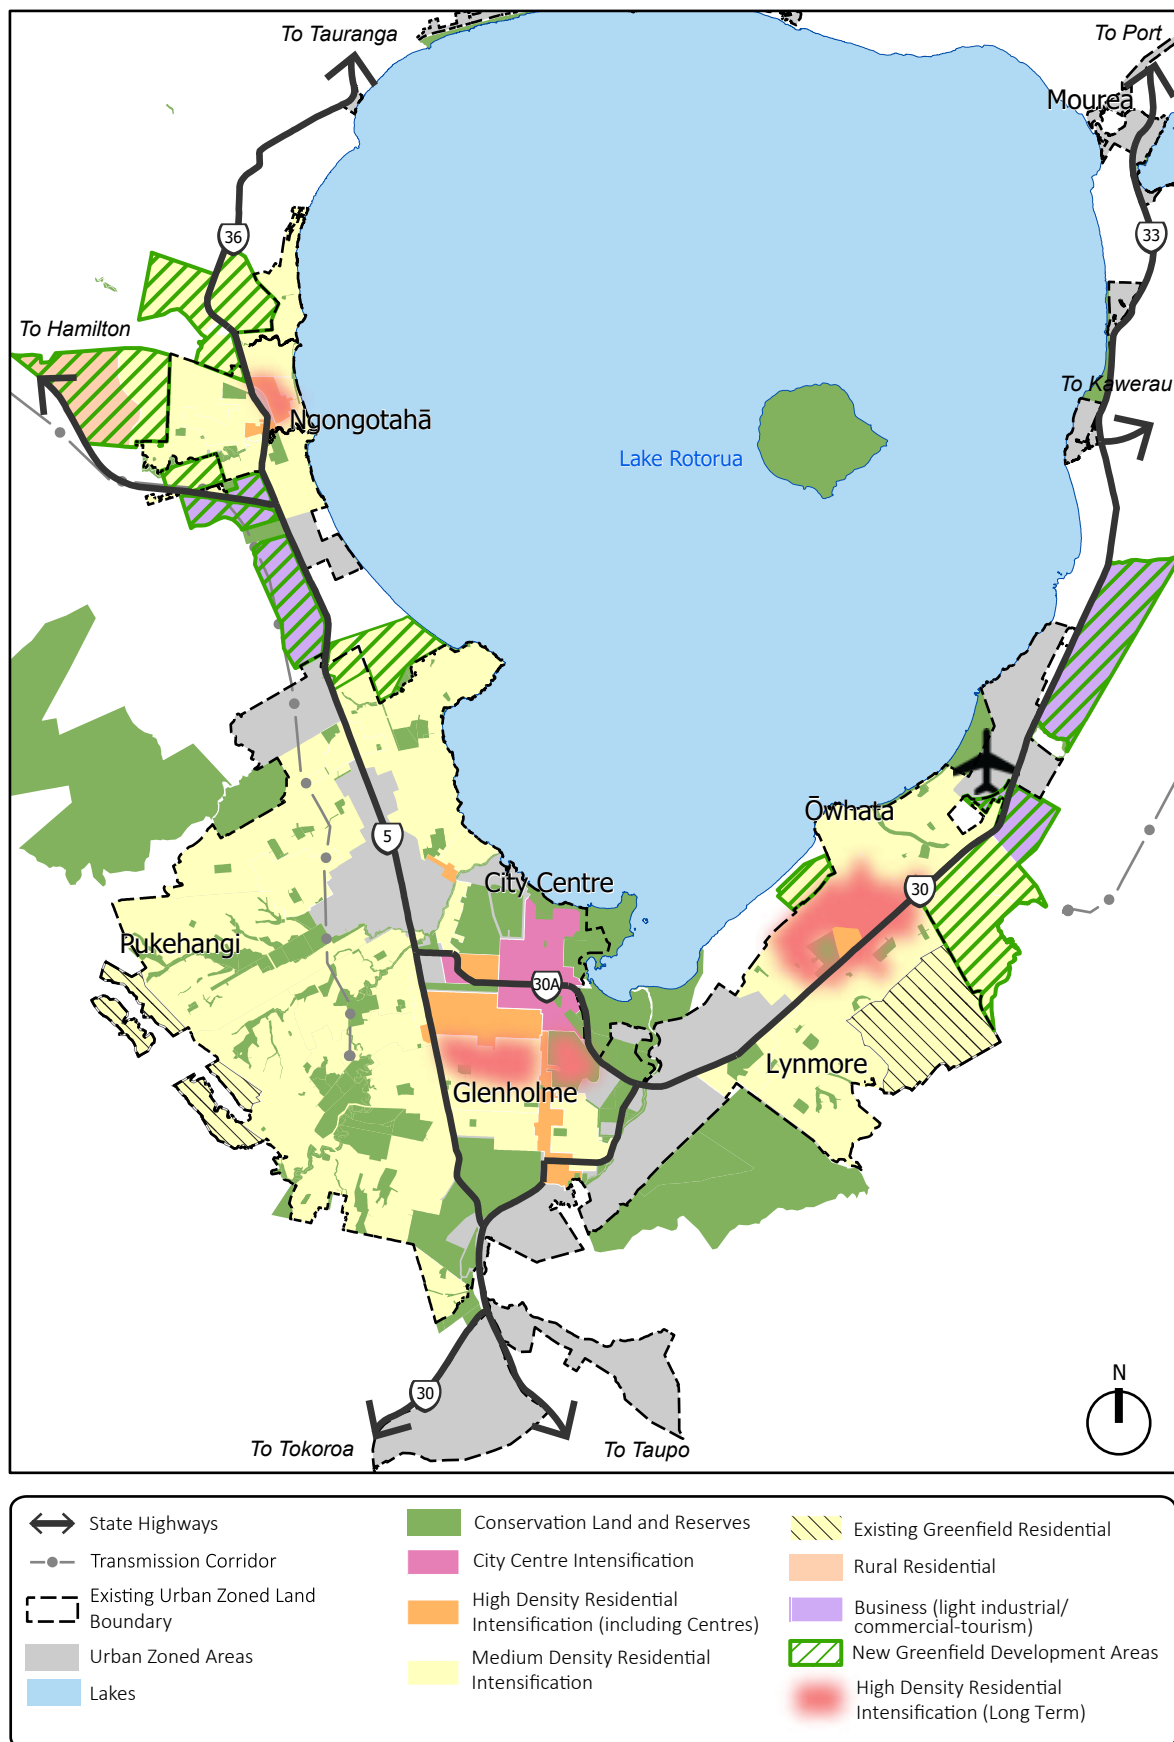 To Tauranga
To Port
Mourea
36
33
To Hamilton
To Kawerau
Ngongotahā
Lake Rotorua
Ōwhata
5
City Centre
30
Pukehangi
30A
Lynmore
Glenholme
N
30
To Tokoroa
To Taupo
State Highways
Transmission Corridor
Existing Urban Zoned Land
Boundary
Urban Zoned Areas
Lakes
Conservation Land and Reserves
City Centre Intensification
High Density Residential
Intensification (including Centres)
Medium Density Residential
Intensification
Existing Greenfield Residential
Rural Residential
Business (light industrial/
commercial-tourism)
New Greenfield Development Areas
High Density Residential
Intensification (Long Term)